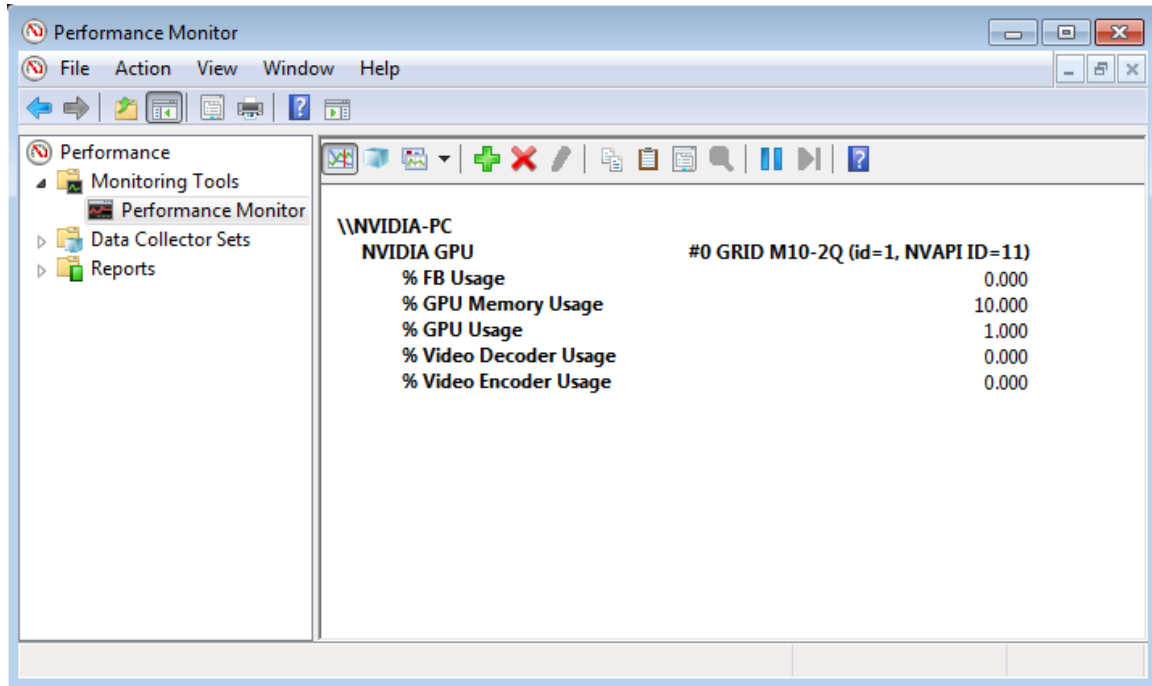 Performance Monitor
File Action View Window Help
Performance
Monitoring Tools
Performance Monitor
Data Collector Sets
Reports
\\NVIDIA-PC
NVIDIA GPU #0 GRID M10-2Q (id=1, NVAPI ID=11)
% FB Usage 0.000
% GPU Memory Usage 10.000
% GPU Usage 1.000
% Video Decoder Usage 0.000
% Video Encoder Usage 0.000